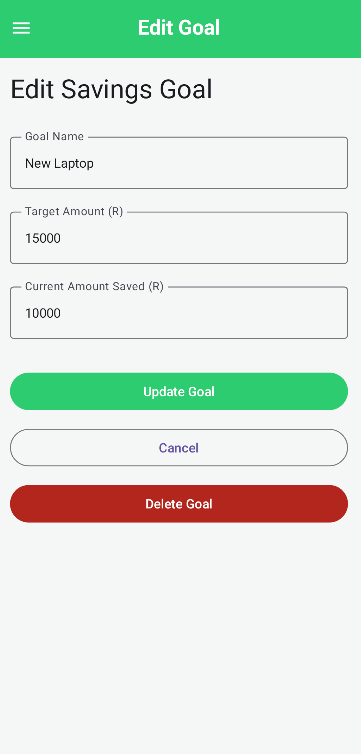 Edit Goal
Edit Savings Goal
Goal Name
New Laptop
Target Amount (R)
15000
Current Amount Saved (R)
10000
Update Goal
Cancel
Delete Goal